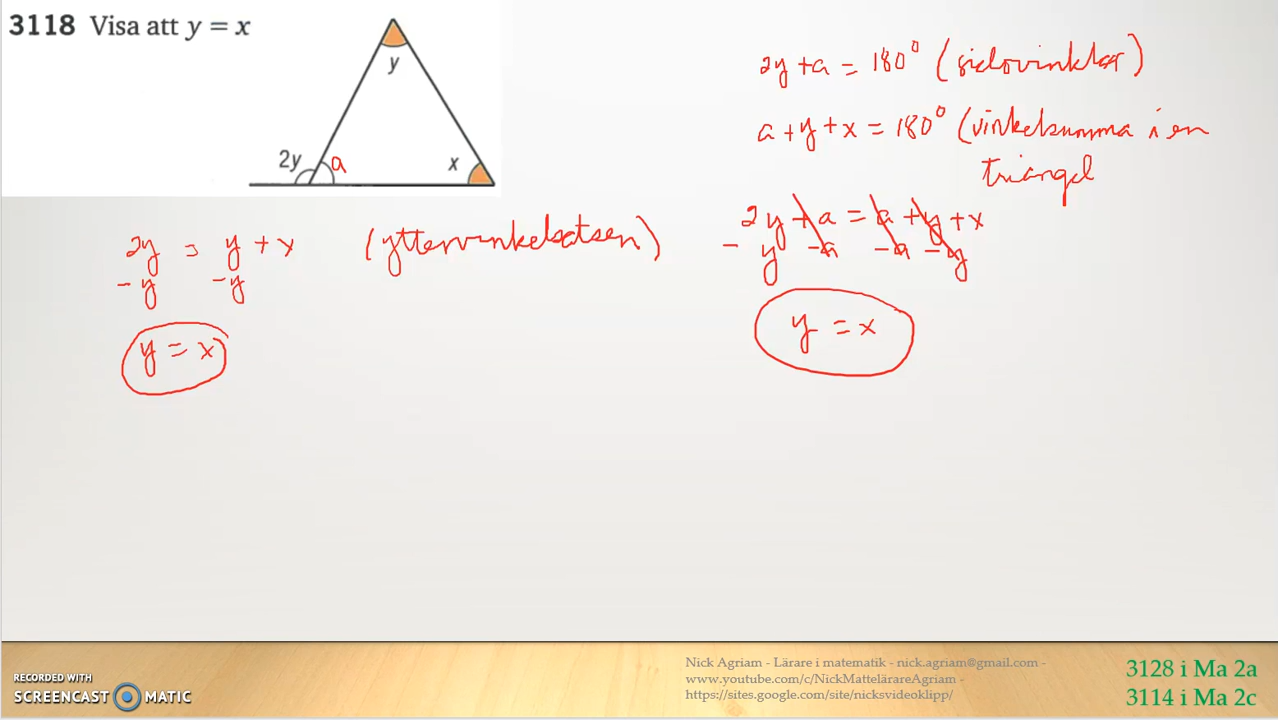 3118 Visa att y = x
y
2y
a
x
2y = y + x (yttervinkelsatsen)
- y - y
y = x
2y + a = 180° (sidovinklar)
a + y + x = 180° (vinkelsumma i en
triangel
2y + a = a + y + x
- y - a - a - y
y = x
RECORDED WITH
SCREENCAST MATIC
Nick Agriam - Lärare i matematik - nick.agriam@gmail.com -
www.youtube.com/c/NickMattelärareAgriam -
https://sites.google.com/site/nicksvideoklipp/
3128 i Ma 2a
3114 i Ma 2c